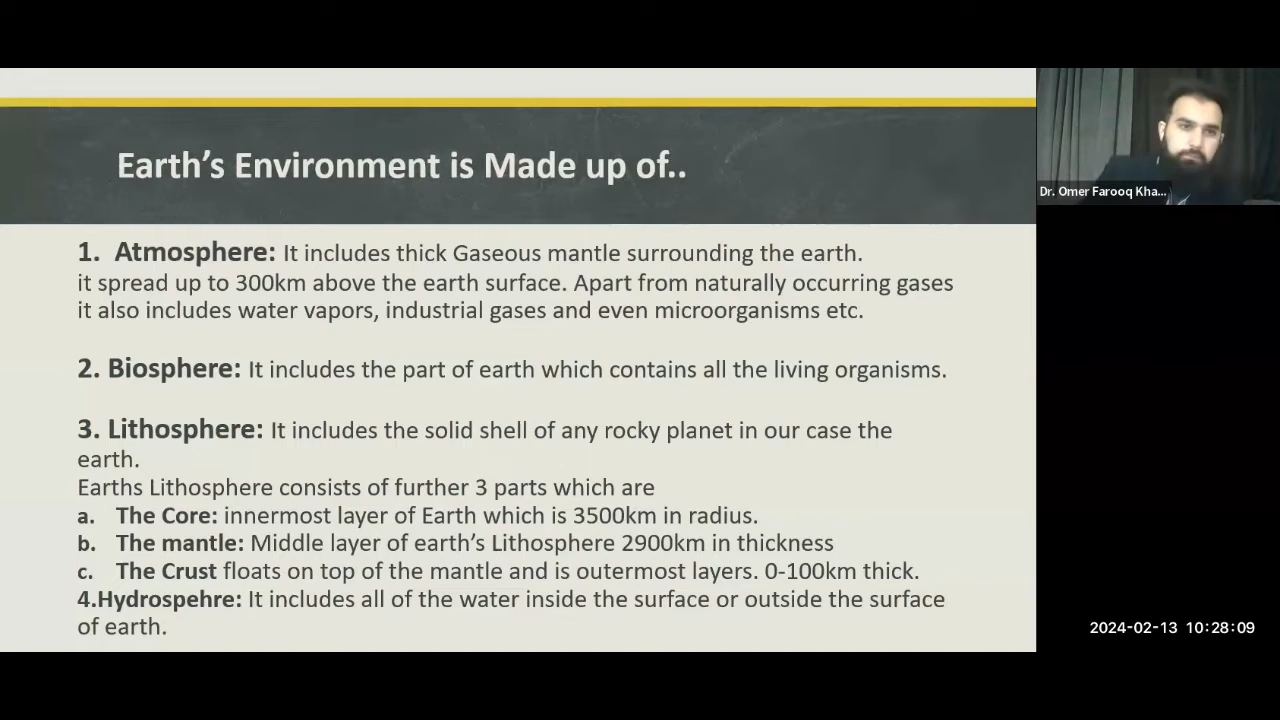 Earth's Environment is Made up of..
1. Atmosphere: It includes thick Gaseous mantle surrounding the earth.
it spread up to 300km above the earth surface. Apart from naturally occurring gases
it also includes water vapors, industrial gases and even microorganisms etc.
2. Biosphere: It includes the part of earth which contains all the living organisms.
3. Lithosphere: It includes the solid shell of any rocky planet in our case the
earth.
Earths Lithosphere consists of further 3 parts which are
a. The Core: innermost layer of Earth which is 3500km in radius.
b. The mantle: Middle layer of earth's Lithosphere 2900km in thickness
c. The Crust floats on top of the mantle and is outermost layers. 0-100km thick.
4.Hydrospehre: It includes all of the water inside the surface or outside the surface
of earth.
Dr. Omer Farooq Kha...
2024-02-13 10:28:09